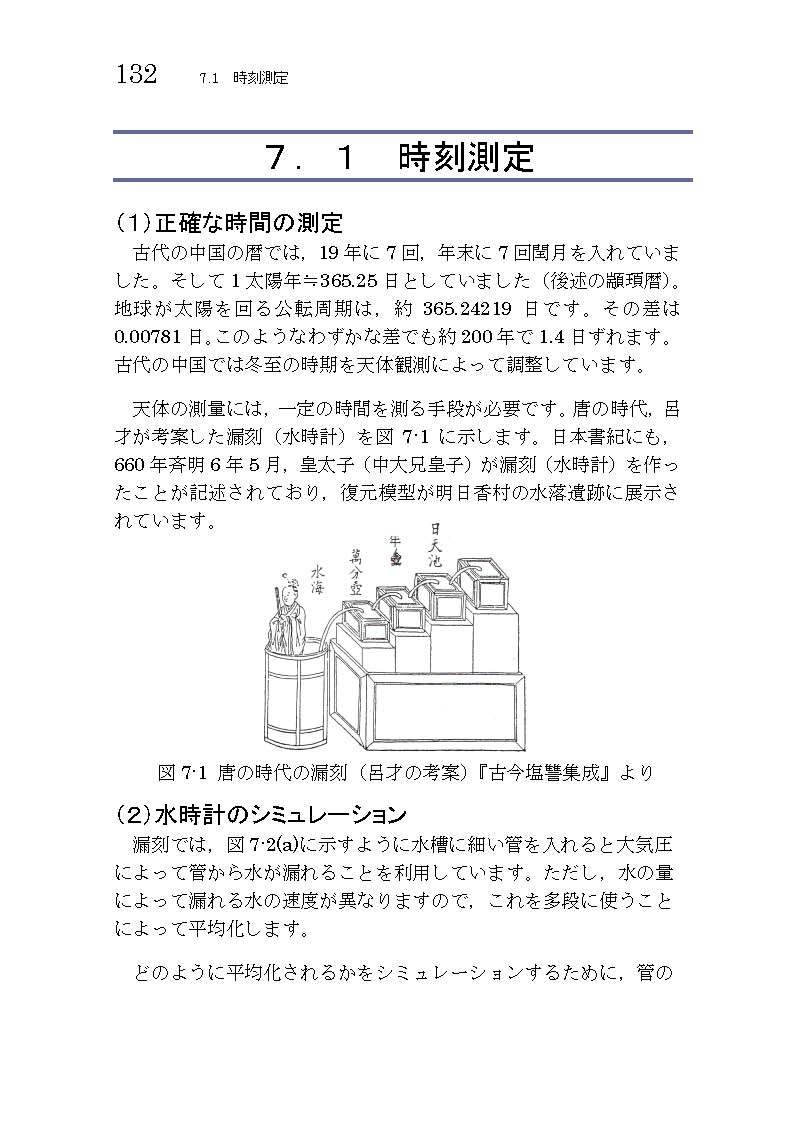 132　7.1　時刻測定
７．１　時刻測定
（1）正確な時間の測定
古代の中国の暦では，19年に7回，年末に7回閏月を入れていま
した。そして1太陽年≒365.25日としていました（後述の顓頊暦）。
地球が太陽を回る公転周期は，約 365.24219 日です。その差は
0.00781日。このようなわずかな差でも約200年で1.4日ずれます。
古代の中国では冬至の時期を天体観測によって調整しています。
天体の測量には，一定の時間を測る手段が必要です。唐の時代，呂
才が考案した漏刻（水時計）を図 7·1 に示します。日本書紀にも，
660年斉明6年5月，皇太子（中大兄皇子）が漏刻（水時計）を作っ
たことが記述されており，復元模型が明日香村の水落遺跡に展示さ
れています。
日天池
壺
萬分壺
水海
図 7·1 唐の時代の漏刻（呂才の考案）『古今塩讐集成』より
（2）水時計のシミュレーション
漏刻では，図7·2(a)に示すように水槽に細い管を入れると大気圧
によって管から水が漏れることを利用しています。ただし，水の量
によって漏れる水の速度が異なりますので，これを多段に使うこと
によって平均化します。
どのように平均化されるかをシミュレーションするために，管の